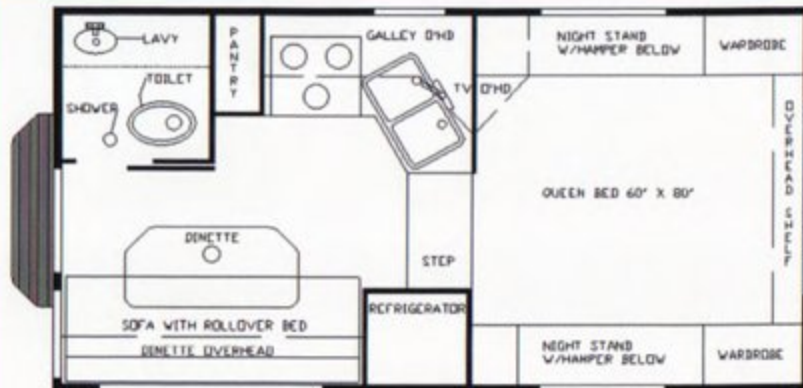 LAVY
TOILET
SHOWER
PANTRY
GALLEY O'HD
TV O'HD
NIGHT STAND
W/HAMPER BELOW
WARDROBE
OVERHEAD SHELF
QUEEN BED 60" X 80"
DINETTE
STEP
REFRIGERATOR
SOFA WITH ROLLOVER BED
DINETTE OVERHEAD
NIGHT STAND
W/HAMPER BELOW
WARDROBE